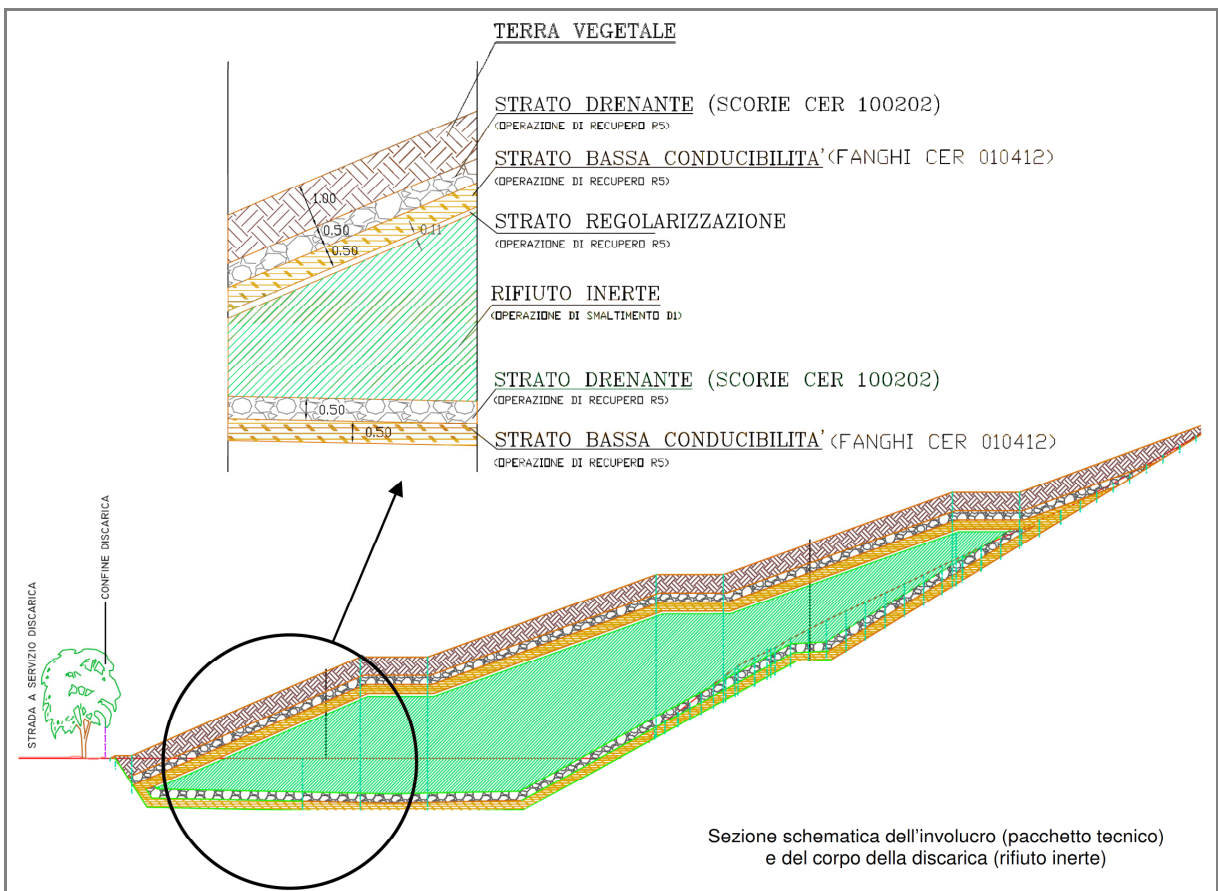 TERRA VEGETALE
STRATO DRENANTE (SCORIE CER 100202)
(OPERAZIONE DI RECUPERO R5)
STRATO BASSA CONDUCIBILITA' (FANGHI CER 010412)
(OPERAZIONE DI RECUPERO R5)
1.00
0.50
0.50
0.11
STRATO REGOLARIZZAZIONE
(OPERAZIONE DI RECUPERO R5)
RIFIUTO INERTE
(OPERAZIONE DI SMALTIMENTO D1)
STRATO DRENANTE (SCORIE CER 100202)
(OPERAZIONE DI RECUPERO R5)
0.50
0.50
STRATO BASSA CONDUCIBILITA' (FANGHI CER 010412)
(OPERAZIONE DI RECUPERO R5)
STRADA A SERVIZIO DISCARICA
CONFINE DISCARICA
Sezione schematica dell'involucro (pacchetto tecnico)
e del corpo della discarica (rifiuto inerte)